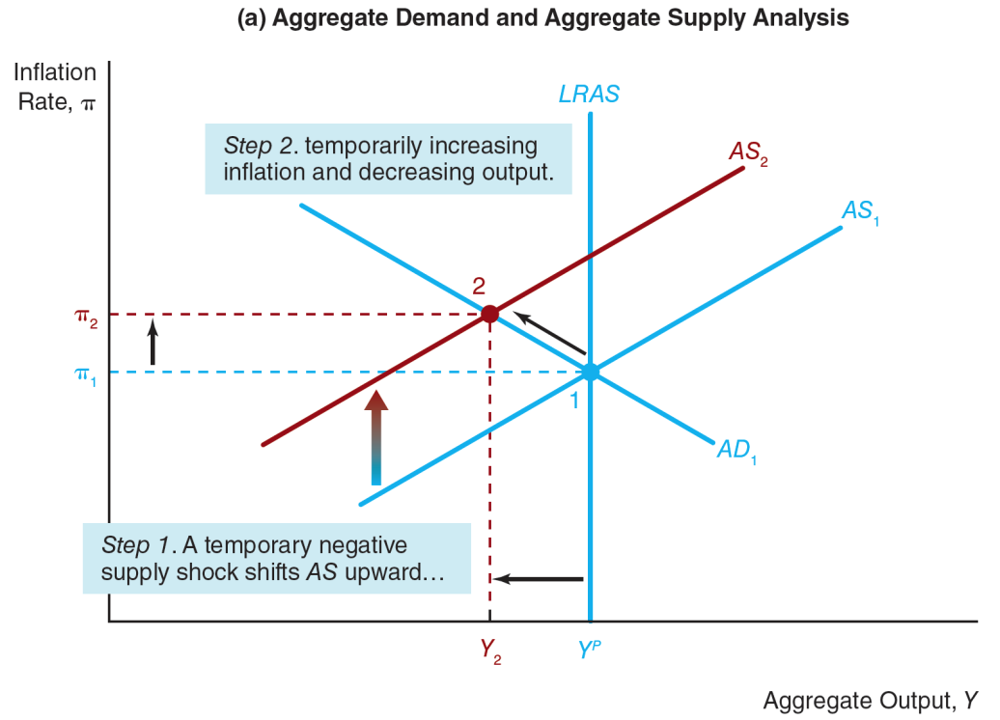 (a) Aggregate Demand and Aggregate Supply Analysis
Inflation
Rate, π
LRAS
Step 2. temporarily increasing
inflation and decreasing output.
AS₂
AS₁
2
π₂
π₁
1
AD₁
Step 1. A temporary negative
supply shock shifts AS upward…
Y₂
Yᴾ
Aggregate Output, Y